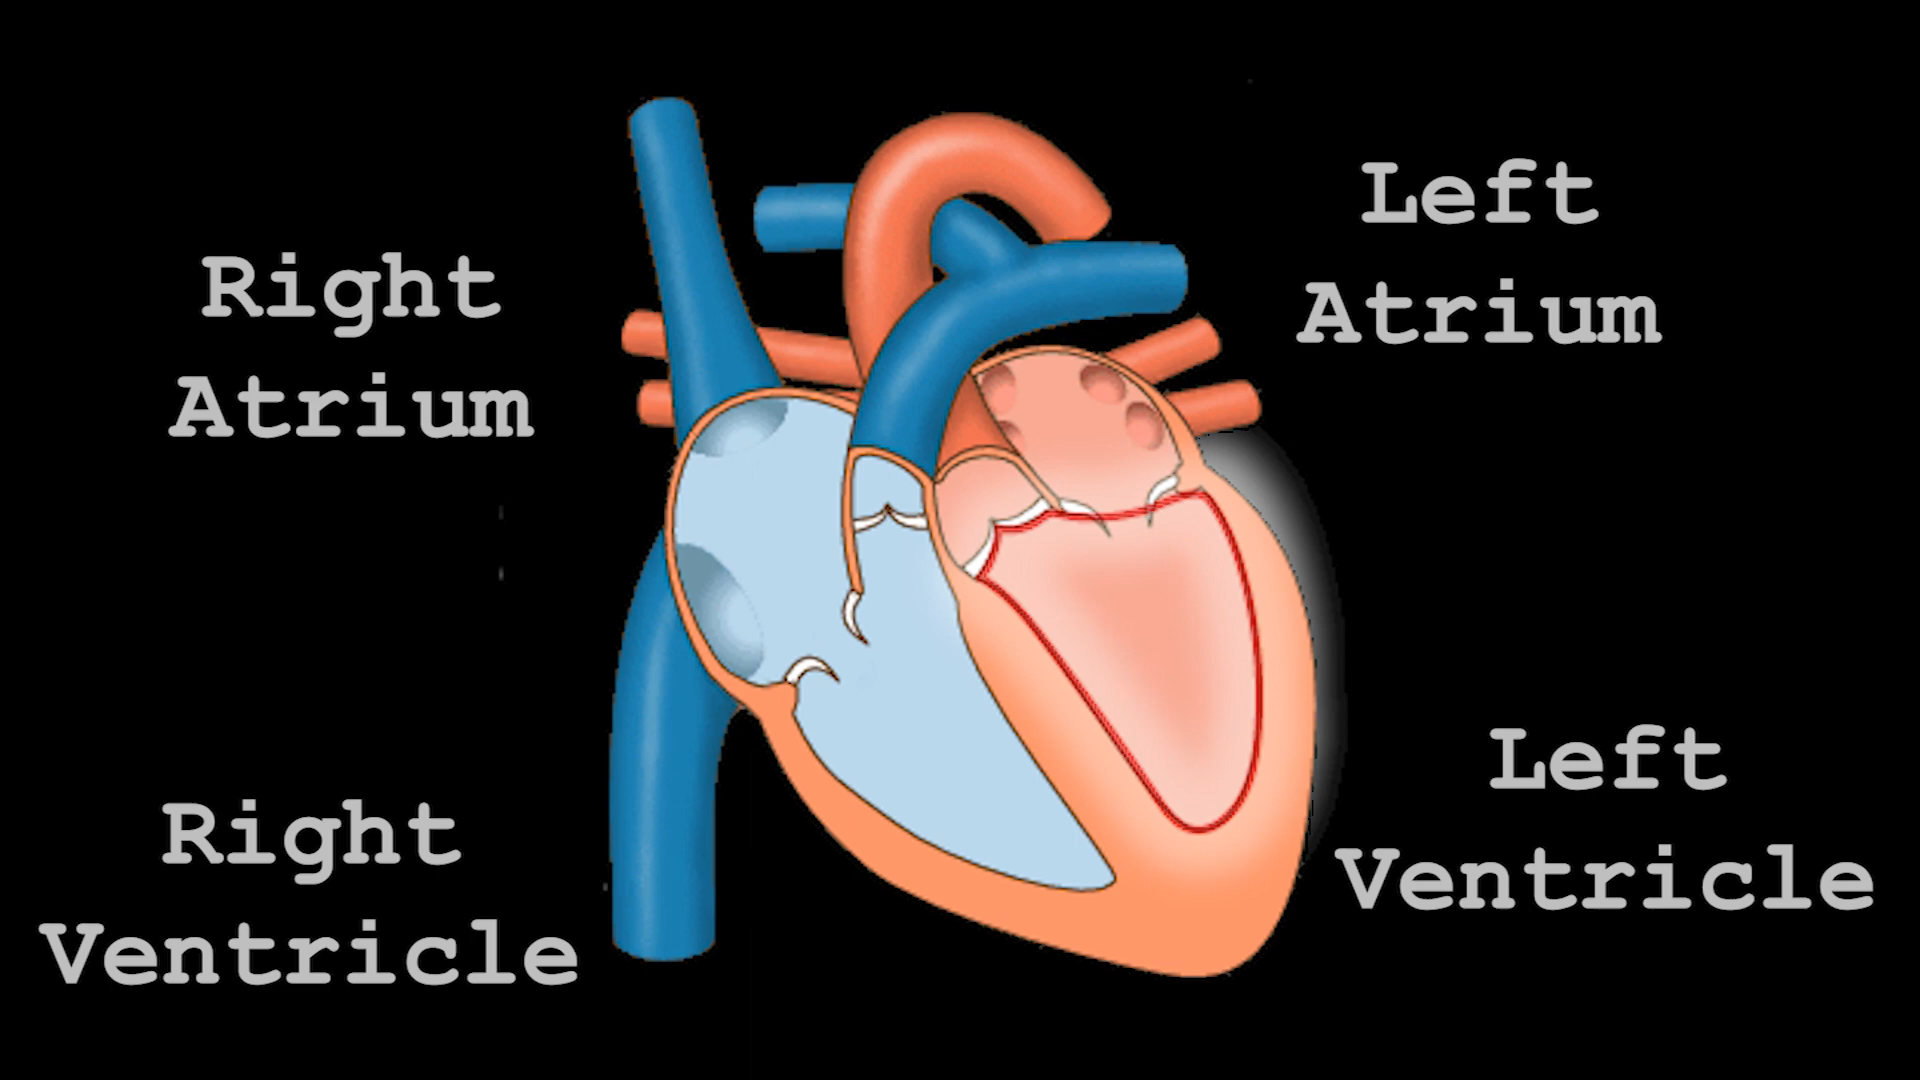 Right
Atrium
Left
Atrium
Right
Ventricle
Left
Ventricle